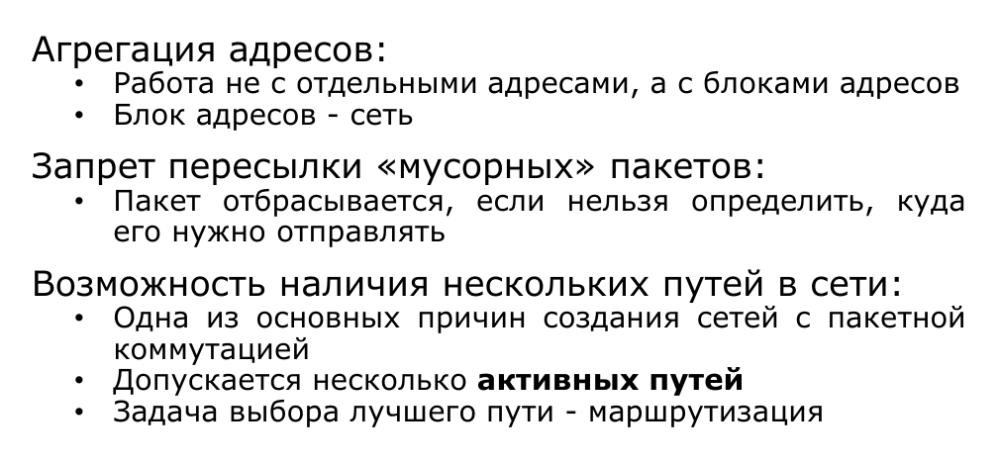 Агрегация адресов:
• Работа не с отдельными адресами, а с блоками адресов
• Блок адресов - сеть
Запрет пересылки «мусорных» пакетов:
• Пакет отбрасывается, если нельзя определить, куда
его нужно отправлять
Возможность наличия нескольких путей в сети:
• Одна из основных причин создания сетей с пакетной
коммутацией
• Допускается несколько активных путей
• Задача выбора лучшего пути - маршрутизация